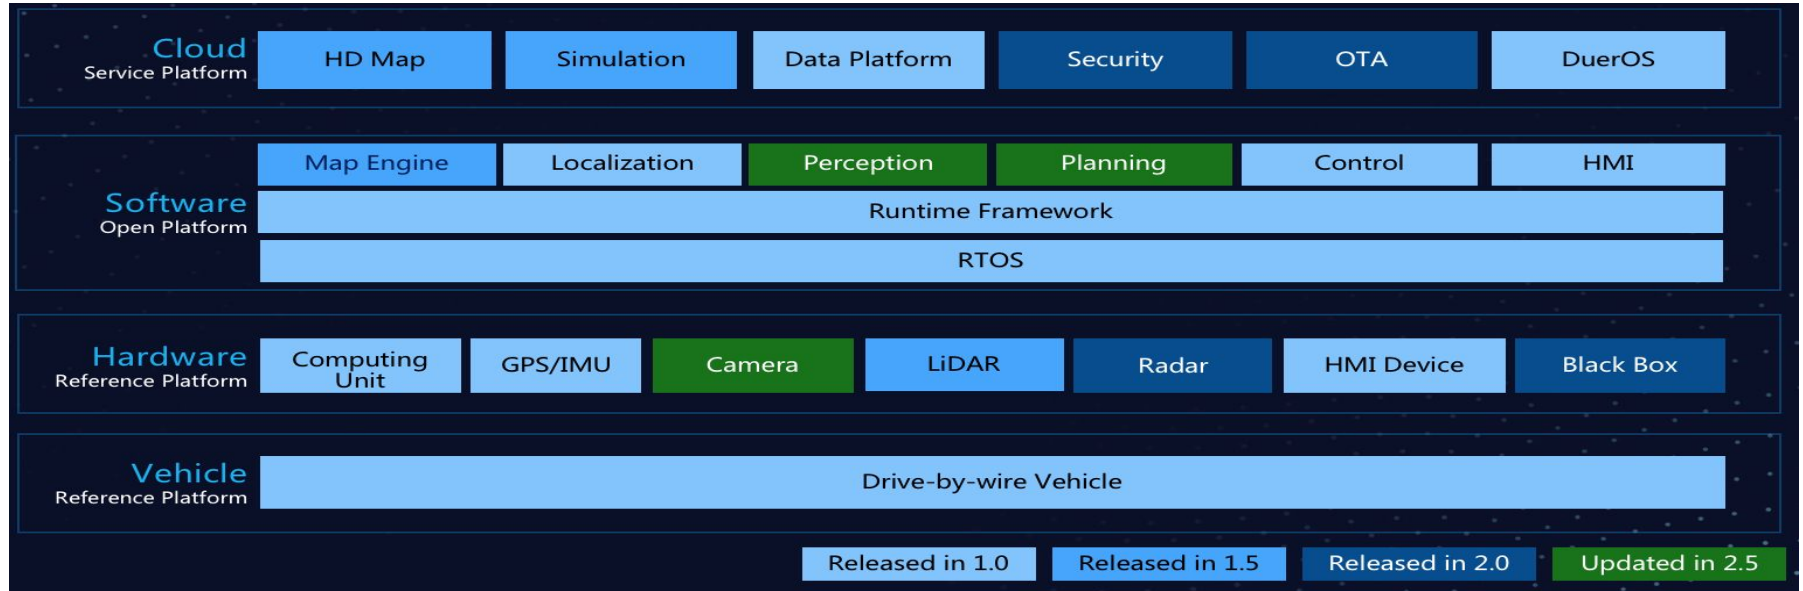 Cloud
Service Platform
HD Map
Simulation
Data Platform
Security
OTA
DuerOS
Software
Open Platform
Map Engine
Localization
Perception
Planning
Control
HMI
Runtime Framework
RTOS
Hardware
Reference Platform
Computing
Unit
GPS/IMU
Camera
LiDAR
Radar
HMI Device
Black Box
Vehicle
Reference Platform
Drive-by-wire Vehicle
Released in 1.0
Released in 1.5
Released in 2.0
Updated in 2.5